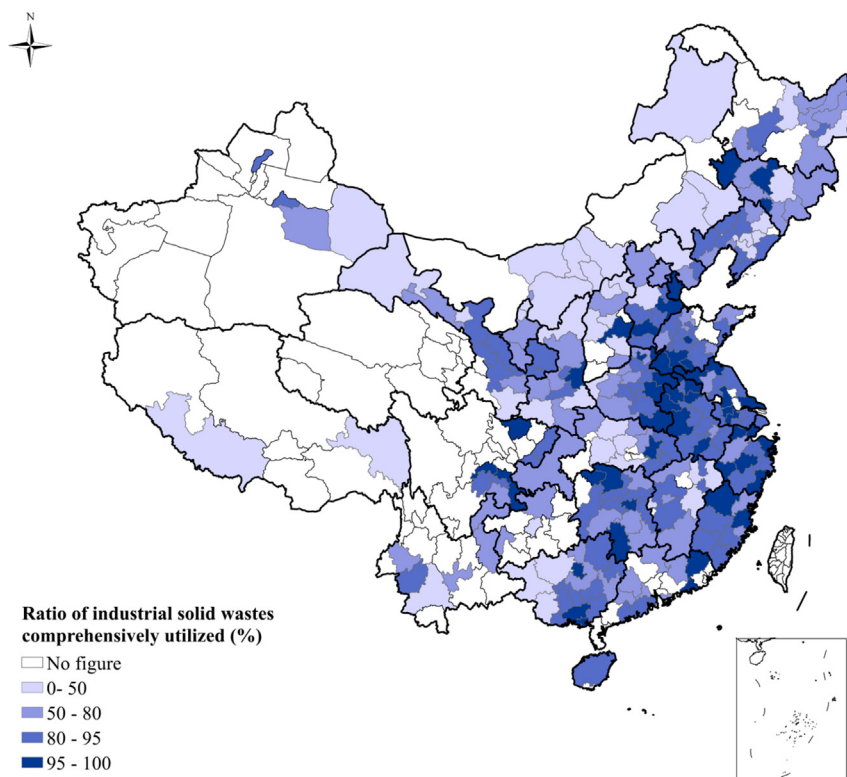 N
Ratio of industrial solid wastes
comprehensively utilized (%)
No figure
0- 50
50 - 80
80 - 95
95 - 100